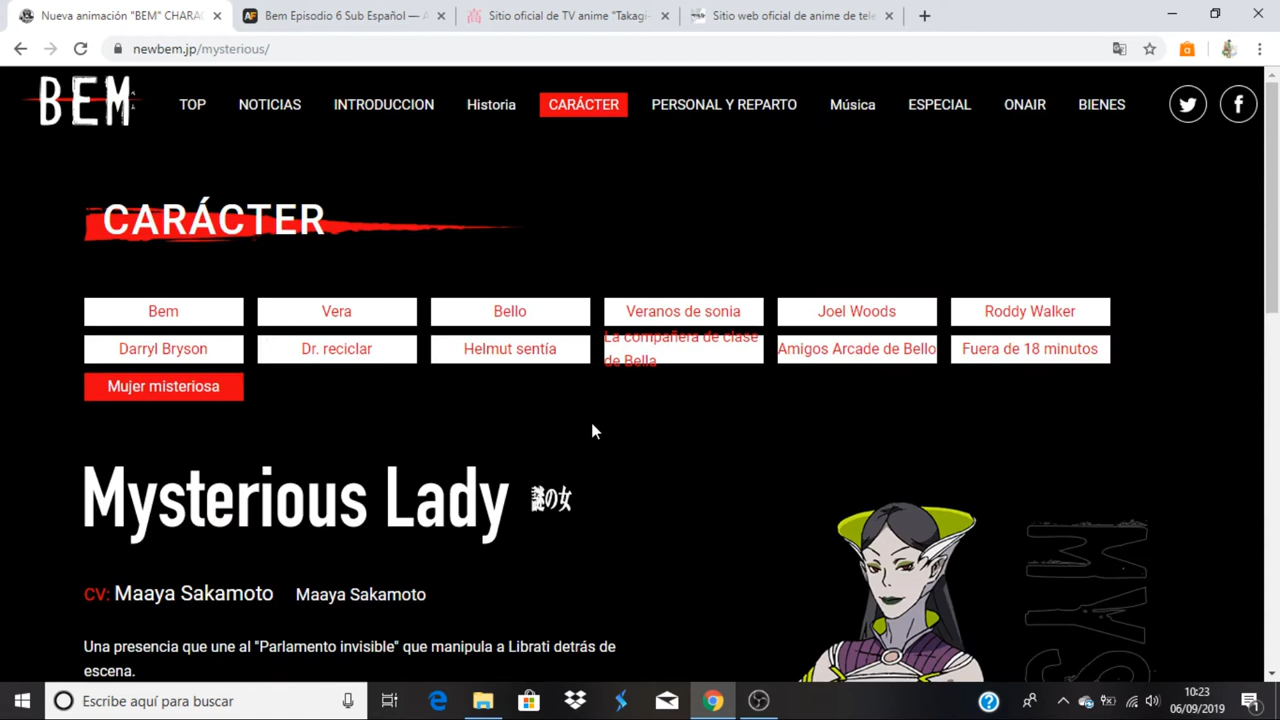 Nueva animación "BEM" CHARAC
Bem Episodio 6 Sub Español — A
Sitio oficial de TV anime "Takagi-
Sitio web oficial de anime de tele
newbem.jp/mysterious/
BEM
TOP
NOTICIAS
INTRODUCCION
Historia
CARÁCTER
PERSONAL Y REPARTO
Música
ESPECIAL
ONAIR
BIENES
CARÁCTER
Bem
Vera
Bello
Veranos de sonia
Joel Woods
Roddy Walker
Darryl Bryson
Dr. reciclar
Helmut sentía
La compañera de clase
de Bella
Amigos Arcade de Bello
Fuera de 18 minutos
Mujer misteriosa
Mysterious Lady 謎の女
CV: Maaya Sakamoto Maaya Sakamoto
Una presencia que une al "Parlamento invisible" que manipula a Librati detrás de
escena.
MYS
Escribe aquí para buscar
10:23
06/09/2019
1